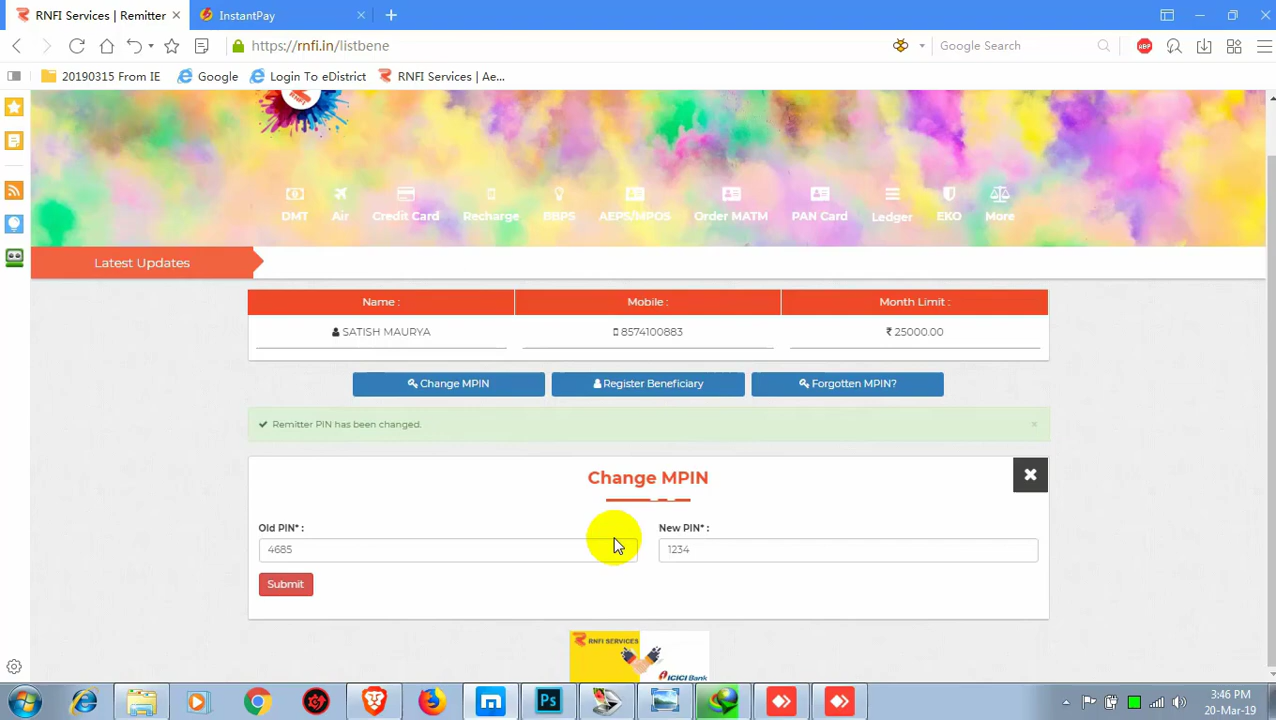 RNFI Services | Remitter
InstantPay
https://rnfi.in/listbene
Google Search
ABP
20190315 From IE
Google
Login To eDistrict
RNFI Services | Ae...
RNFI
DMT Air Credit Card Recharge BBPS AEPS/MPOS Order MATM PAN Card Ledger EKO More
Latest Updates
Name :
Mobile :
Month Limit :
SATISH MAURYA
8574100883
₹ 25000.00
Change MPIN
Register Beneficiary
Forgotten MPIN?
Remitter PIN has been changed.
Change MPIN
Old PIN* :
New PIN* :
4685
1234
Submit
RNFI SERVICES
ICICI Bank
Ps
3:46 PM
20-Mar-19